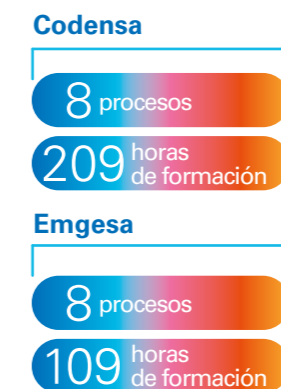 Codensa
8 procesos
209 horas
de formación
Emgesa
8 procesos
109 horas
de formación